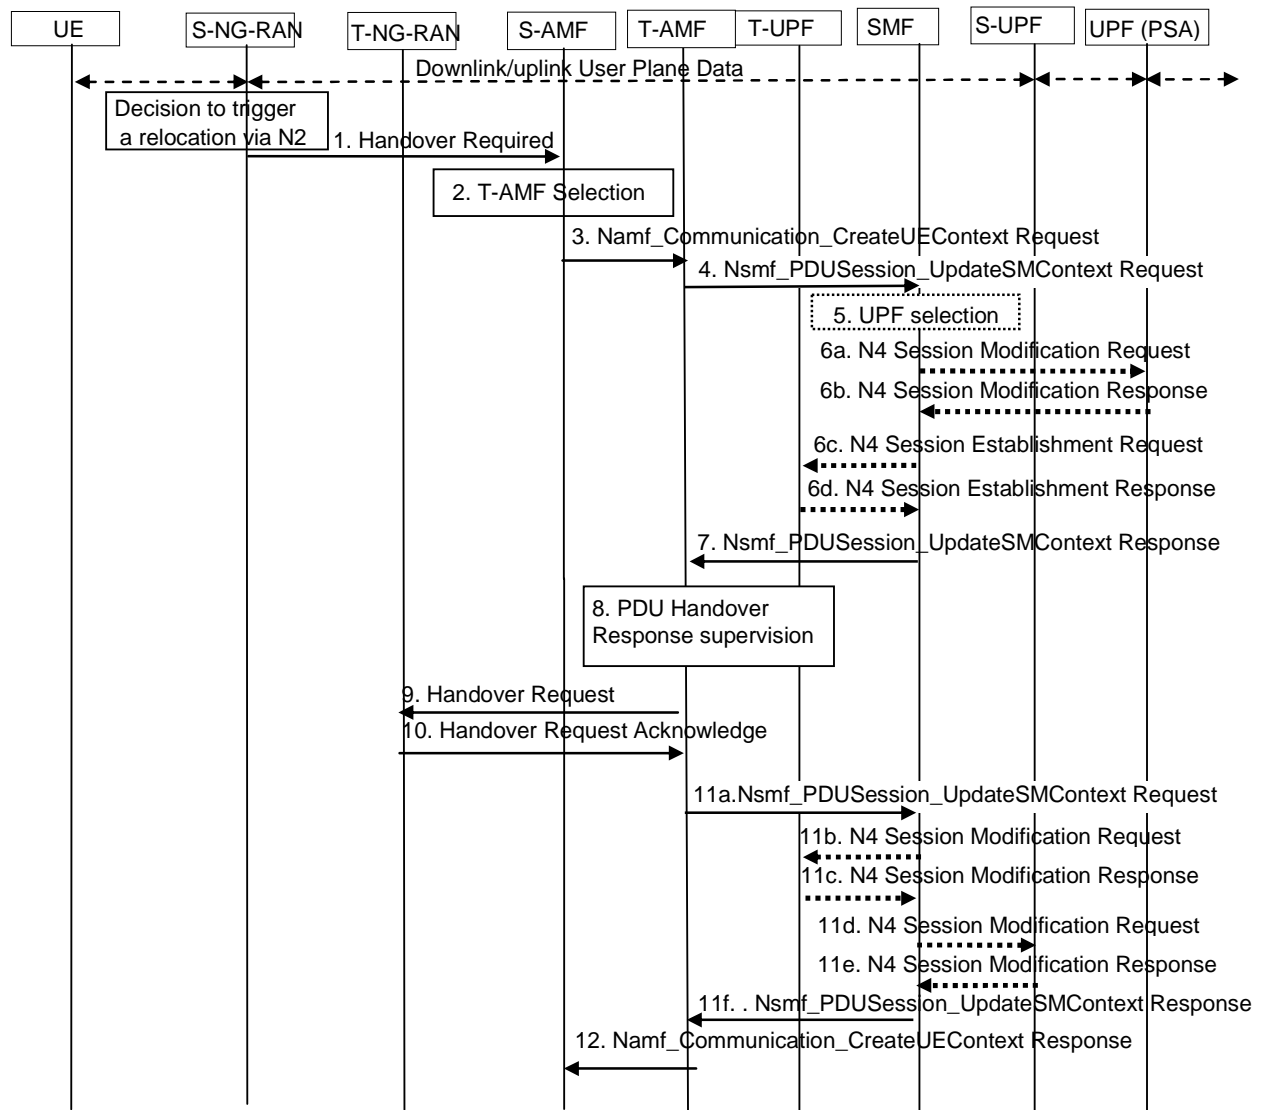 UE
S-NG-RAN
T-NG-RAN
S-AMF
T-AMF
T-UPF
SMF
S-UPF
UPF (PSA)
Downlink/uplink User Plane Data
Decision to trigger
a relocation via N2
1. Handover Required
2. T-AMF Selection
3. Namf_Communication_CreateUEContext Request
4. Nsmf_PDUSession_UpdateSMContext Request
5. UPF selection
6a. N4 Session Modification Request
6b. N4 Session Modification Response
6c. N4 Session Establishment Request
6d. N4 Session Establishment Response
7. Nsmf_PDUSession_UpdateSMContext Response
8. PDU Handover
Response supervision
9. Handover Request
10. Handover Request Acknowledge
11a.Nsmf_PDUSession_UpdateSMContext Request
11b. N4 Session Modification Request
11c. N4 Session Modification Response
11d. N4 Session Modification Request
11e. N4 Session Modification Response
11f. . Nsmf_PDUSession_UpdateSMContext Response
12. Namf_Communication_CreateUEContext Response